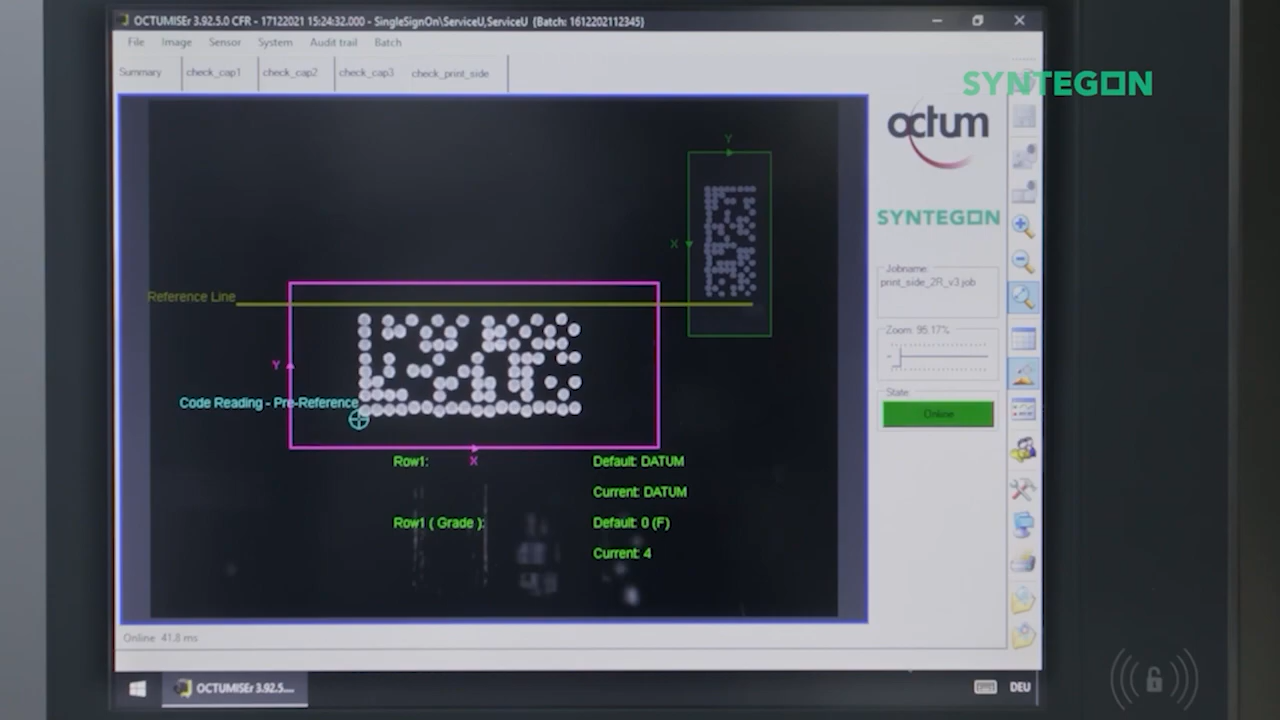 OCTUMISEr 3.92.5.0 CFR - 17122021 15:24:32.000 - SingleSignOn\ServiceU,ServiceU (Batch: 1612202112345)
File Image Sensor System Audit trail Batch
Summary check_cap1 check_cap2 check_cap3 check_print_side
SYNTEGON
octum
SYNTEGON
Y
X
Jobname:
print_side_2R_v3.job
Reference Line
Zoom: 95.17%
Y
State:
Online
Code Reading - Pre-Reference
X
Row1: Default: DATUM
Current: DATUM
Row1 ( Grade ): Default: 0 (F)
Current: 4
Online 41.8 ms
OCTUMISEr 3.92.5....
DEU